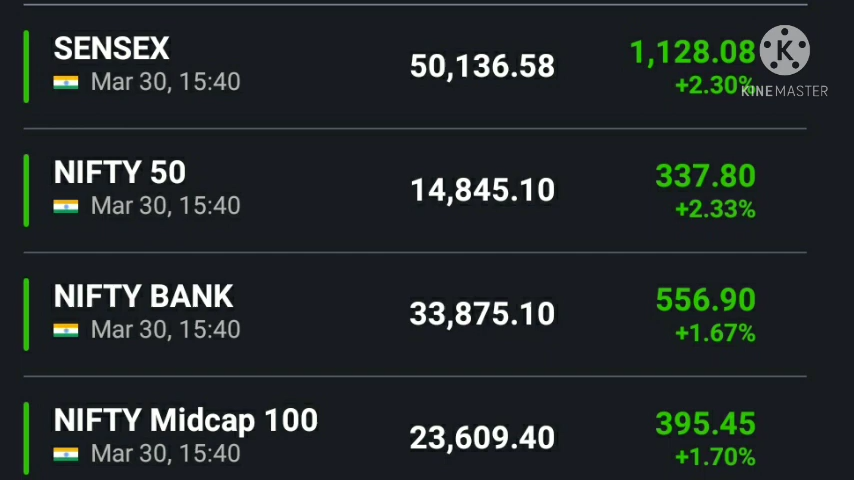 SENSEX
50,136.58
1,128.08
Mar 30, 15:40
+2.30%
K
KINEMASTER
NIFTY 50
14,845.10
337.80
Mar 30, 15:40
+2.33%
NIFTY BANK
33,875.10
556.90
Mar 30, 15:40
+1.67%
NIFTY Midcap 100
23,609.40
395.45
Mar 30, 15:40
+1.70%